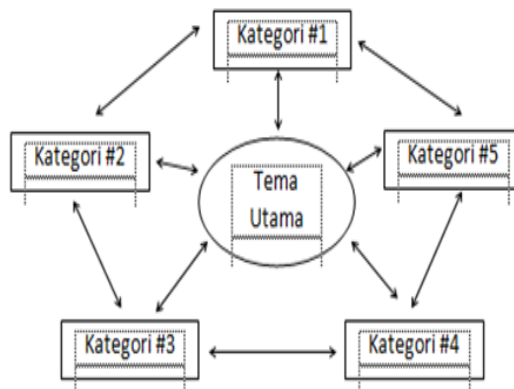 Kategori #1
Kategori #2
Kategori #5
Tema
Utama
Kategori #3
Kategori #4